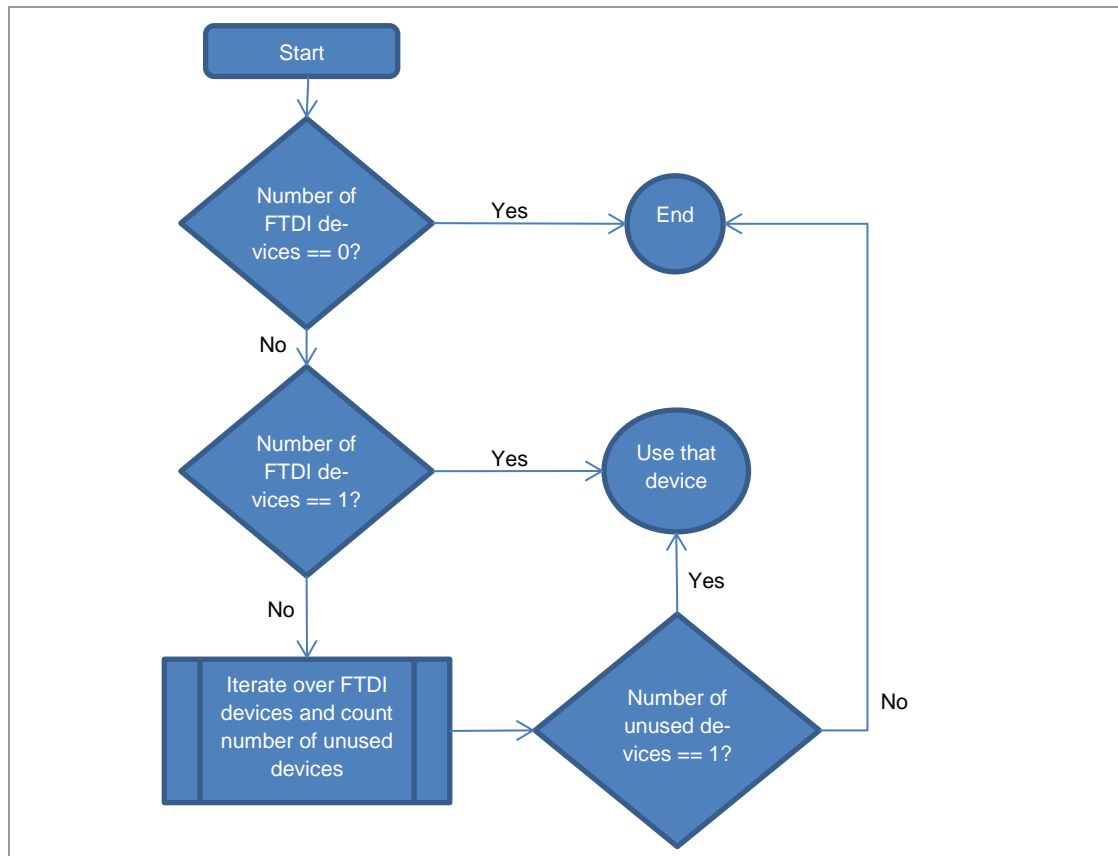 Start
Number of
FTDI de-
vices == 0?
Yes
End
No
Number of
FTDI de-
vices == 1?
Yes
Use that
device
No
Yes
Iterate over FTDI
devices and count
number of unused
devices
Number of
unused de-
vices == 1?
No